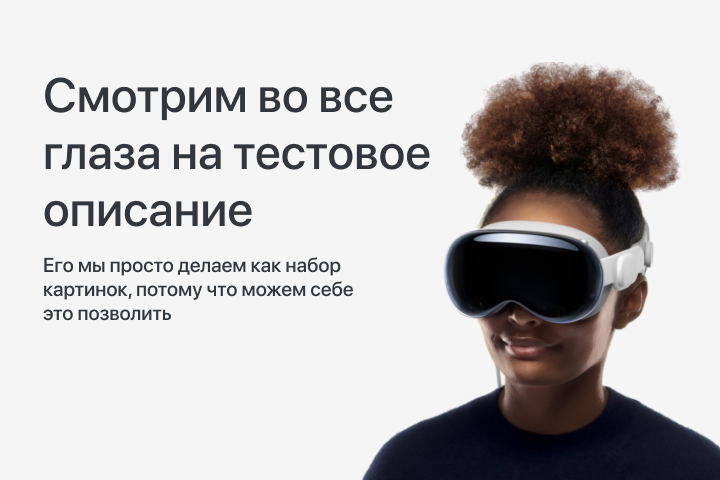 Смотрим во все
глаза на тестовое
описание
Его мы просто делаем как набор
картинок, потому что можем себе
это позволить